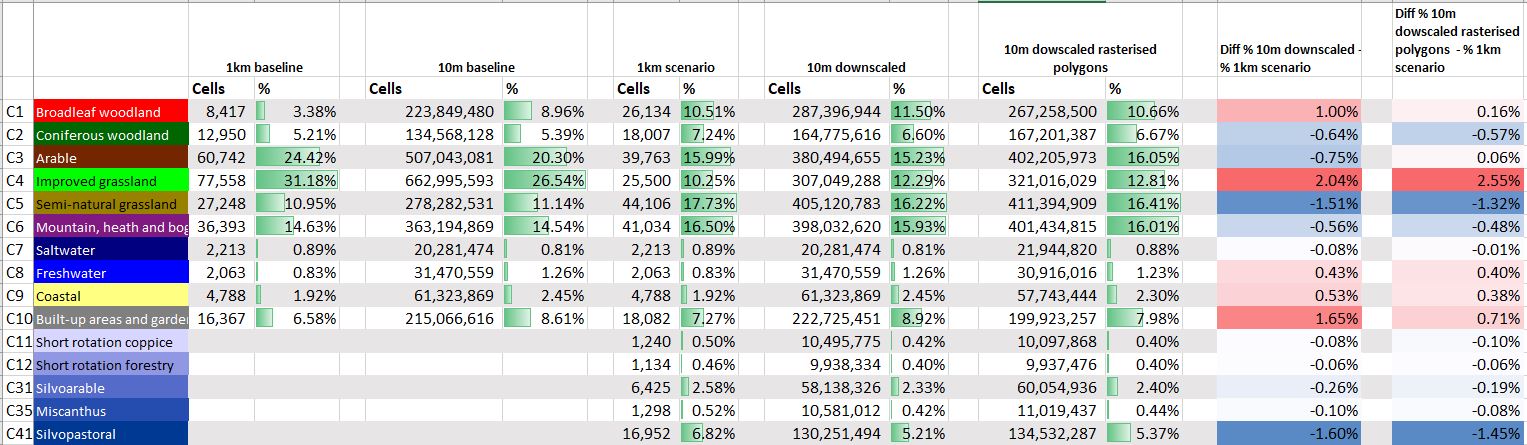 Diff % 10m
dowscaled rasterised
polygons - % 1km
scenario
Diff % 10m downscaled -
% 1km scenario
10m dowscaled rasterised
polygons
1km baseline 10m baseline 1km scenario 10m downscaled
Cells % Cells % Cells % Cells % Cells %
C1 Broadleaf woodland 8,417 3.38% 223,849,480 8.96% 26,134 10.51% 287,396,944 11.50% 267,258,500 10.66% 1.00% 0.16%
C2 Coniferous woodland 12,950 5.21% 134,568,128 5.39% 18,007 7.24% 164,775,616 6.60% 167,201,387 6.67% -0.64% -0.57%
C3 Arable 60,742 24.42% 507,043,081 20.30% 39,763 15.99% 380,494,655 15.23% 402,205,973 16.05% -0.75% 0.06%
C4 Improved grassland 77,558 31.18% 662,995,593 26.54% 25,500 10.25% 307,049,288 12.29% 321,016,029 12.81% 2.04% 2.55%
C5 Semi-natural grassland 27,248 10.95% 278,282,531 11.14% 44,106 17.73% 405,120,783 16.22% 411,394,909 16.41% -1.51% -1.32%
C6 Mountain, heath and bog 36,393 14.63% 363,194,869 14.54% 41,034 16.50% 398,032,620 15.93% 401,434,815 16.01% -0.56% -0.48%
C7 Saltwater 2,213 0.89% 20,281,474 0.81% 2,213 0.89% 20,281,474 0.81% 21,944,820 0.88% -0.08% -0.01%
C8 Freshwater 2,063 0.83% 31,470,559 1.26% 2,063 0.83% 31,470,559 1.26% 30,916,016 1.23% 0.43% 0.40%
C9 Coastal 4,788 1.92% 61,323,869 2.45% 4,788 1.92% 61,323,869 2.45% 57,743,444 2.30% 0.53% 0.38%
C10 Built-up areas and garder 16,367 6.58% 215,066,616 8.61% 18,082 7.27% 222,725,451 8.92% 199,923,257 7.98% 1.65% 0.71%
C11 Short rotation coppice 1,240 0.50% 10,495,775 0.42% 10,097,868 0.40% -0.08% -0.10%
C12 Short rotation forestry 1,134 0.46% 9,938,334 0.40% 9,937,476 0.40% -0.06% -0.06%
C31 Silvoarable 6,425 2.58% 58,138,326 2.33% 60,054,936 2.40% -0.26% -0.19%
C35 Miscanthus 1,298 0.52% 10,581,012 0.42% 11,019,437 0.44% -0.10% -0.08%
C41 Silvopastoral 16,952 6.82% 130,251,494 5.21% 134,532,287 5.37% -1.60% -1.45%